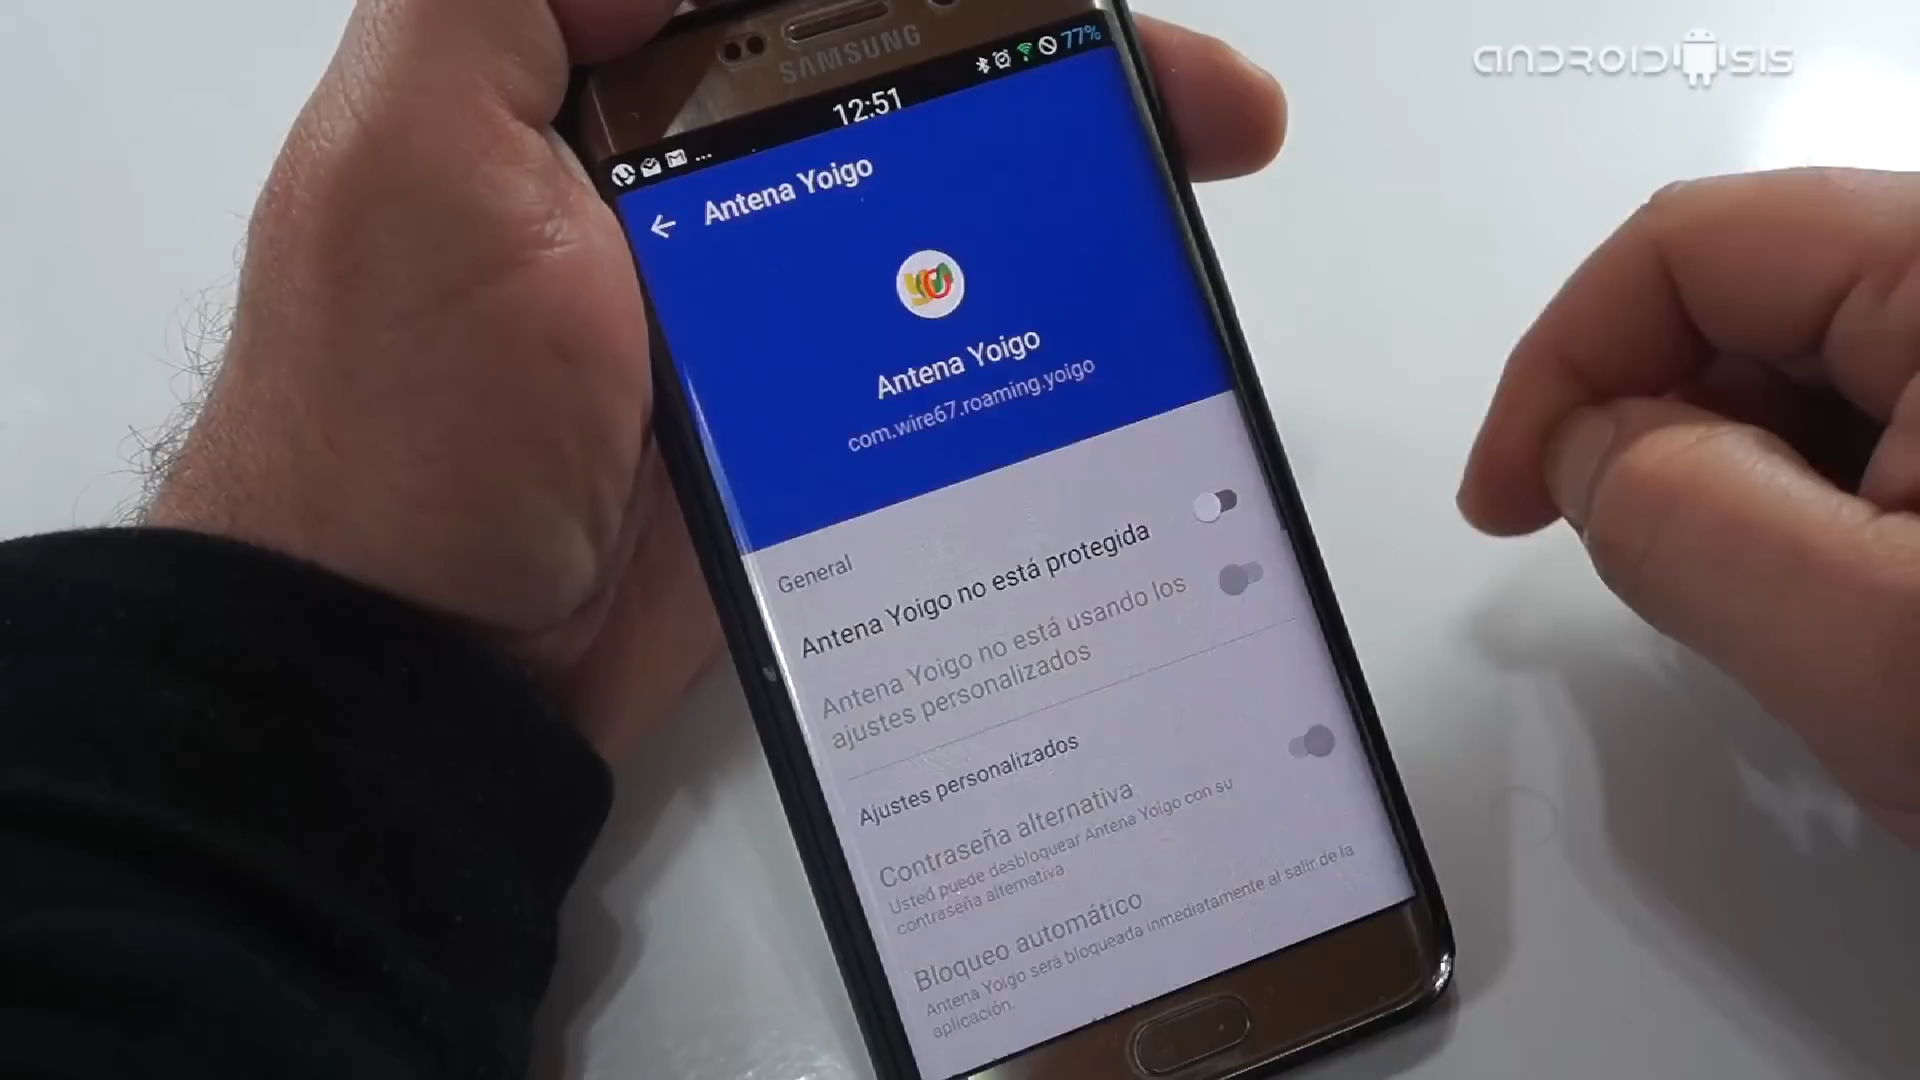 ANDROIDSIS
SAMSUNG
77%
12:51
Antena Yoigo
Antena Yoigo
com.wire67.roaming.yoigo
General
Antena Yoigo no está protegida
Antena Yoigo no está usando los
ajustes personalizados
Ajustes personalizados
Contraseña alternativa
Usted puede desbloquear Antena Yoigo con su
contraseña alternativa
Bloqueo automático
Antena Yoigo será bloqueada inmediatamente al salir de la
aplicación.